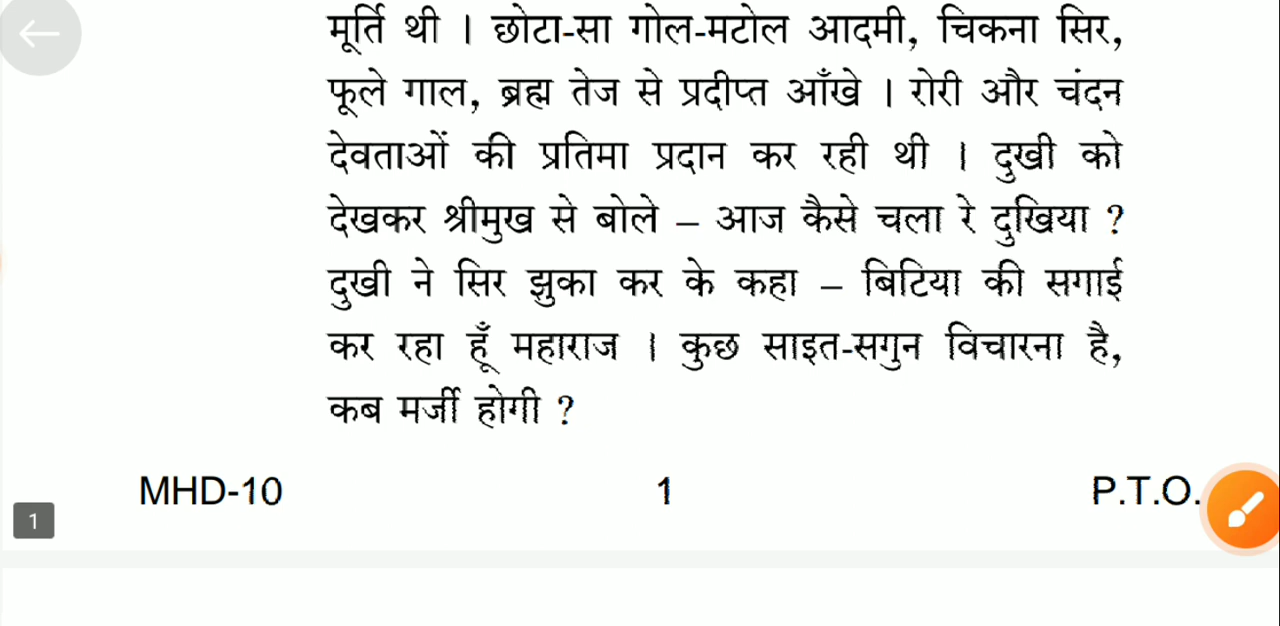 मूर्ति थी । छोटा-सा गोल-मटोल आदमी, चिकना सिर,
फूले गाल, ब्रह्म तेज से प्रदीप्त आँखे । रोरी और चंदन
देवताओं की प्रतिमा प्रदान कर रही थी । दुखी को
देखकर श्रीमुख से बोले – आज कैसे चला रे दुखिया ?
दुखी ने सिर झुका कर के कहा – बिटिया की सगाई
कर रहा हूँ महाराज । कुछ साइत-सगुन विचारना है,
कब मर्जी होगी ?
MHD-10 1 P.T.O.
1